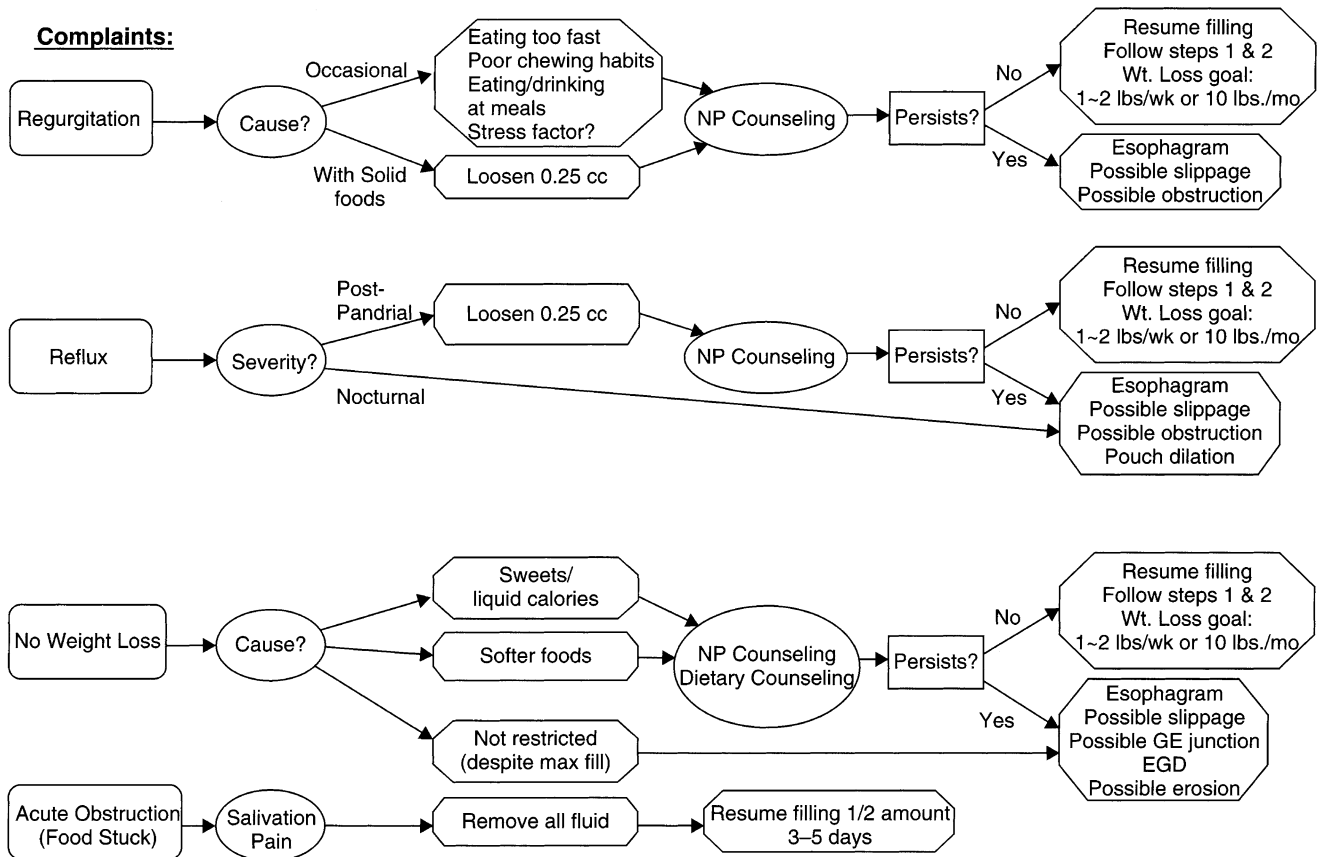 Complaints:
Regurgitation
Cause?
Occasional
With Solid
foods
Eating too fast
Poor chewing habits
Eating/drinking
at meals
Stress factor?
Loosen 0.25 cc
NP Counseling
Persists?
No
Yes
Resume filling
Follow steps 1 & 2
Wt. Loss goal:
1~2 lbs/wk or 10 lbs./mo
Esophagram
Possible slippage
Possible obstruction
Reflux
Severity?
Post-
Pandrial
Nocturnal
Loosen 0.25 cc
NP Counseling
Persists?
No
Yes
Resume filling
Follow steps 1 & 2
Wt. Loss goal:
1~2 lbs/wk or 10 lbs./mo
Esophagram
Possible slippage
Possible obstruction
Pouch dilation
No Weight Loss
Cause?
Sweets/
liquid calories
Softer foods
Not restricted
(despite max fill)
NP Counseling
Dietary Counseling
Persists?
No
Yes
Resume filling
Follow steps 1 & 2
Wt. Loss goal:
1~2 lbs/wk or 10 lbs./mo
Esophagram
Possible slippage
Possible GE junction
EGD
Possible erosion
Acute Obstruction
(Food Stuck)
Salivation
Pain
Remove all fluid
Resume filling 1/2 amount
3–5 days